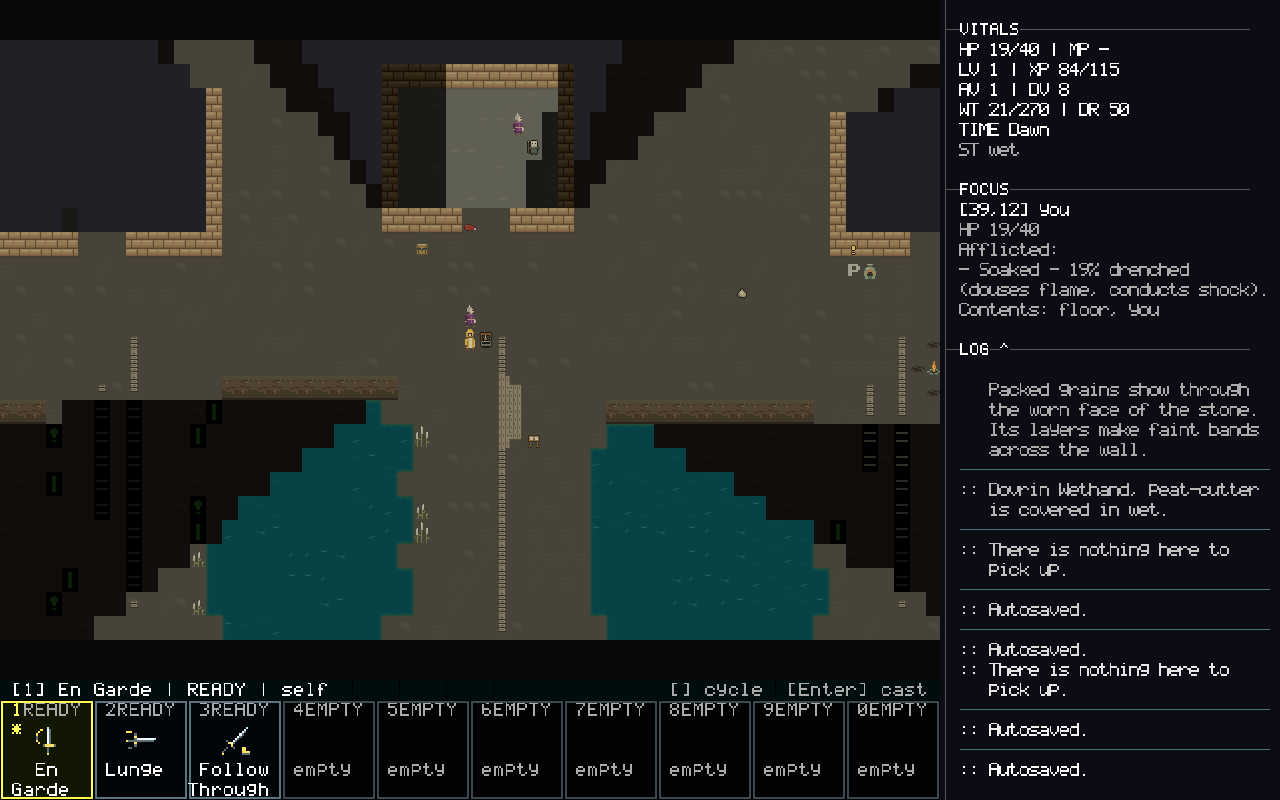 VITALS
HP 19/40 | MP -
LV 1 | XP 84/115
AV 1 | DV 8
WT 21/270 | DR 50
TIME Dawn
ST wet
FOCUS
[39,12] You
HP 19/40
Afflicted:
- Soaked - 19% drenched
(douses flame, conducts shock).
Contents: floor, You
LOG ^
Packed grains show through
the worn face of the stone.
Its layers make faint bands
across the wall.
:: Dovrin Wethand, Peat-cutter
is covered in wet.
:: There is nothing here to
Pick uP.
:: Autosaved.
:: Autosaved.
:: There is nothing here to
Pick uP.
:: Autosaved.
:: Autosaved.
P
[1] En Garde | READY | self
[] cycle [Enter] cast
1READY 2READY 3READY 4EMPTY 5EMPTY 6EMPTY 7EMPTY 8EMPTY 9EMPTY 0EMPTY
*
En Garde
Lunge
Follow Through
empty empty empty empty empty empty empty